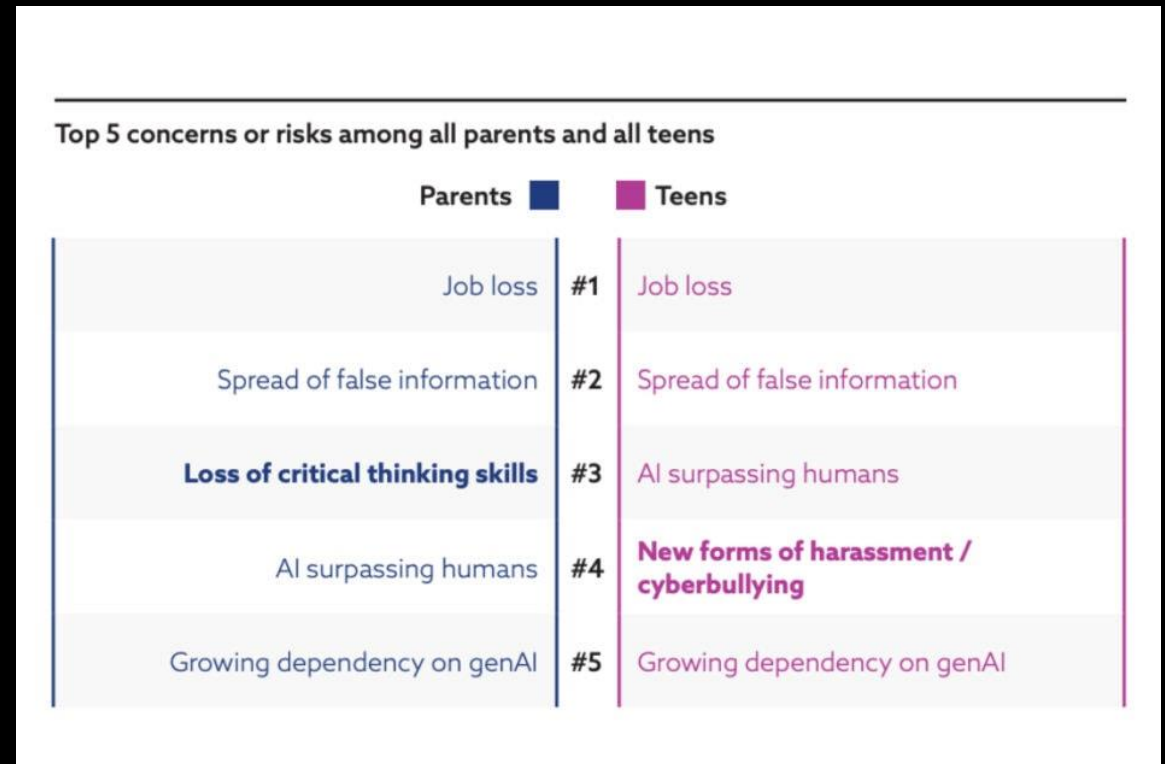 Top 5 concerns or risks among all parents and all teens
Parents Teens
Job loss #1 Job loss
Spread of false information #2 Spread of false information
Loss of critical thinking skills #3 AI surpassing humans
AI surpassing humans #4 New forms of harassment /
cyberbullying
Growing dependency on genAI #5 Growing dependency on genAI